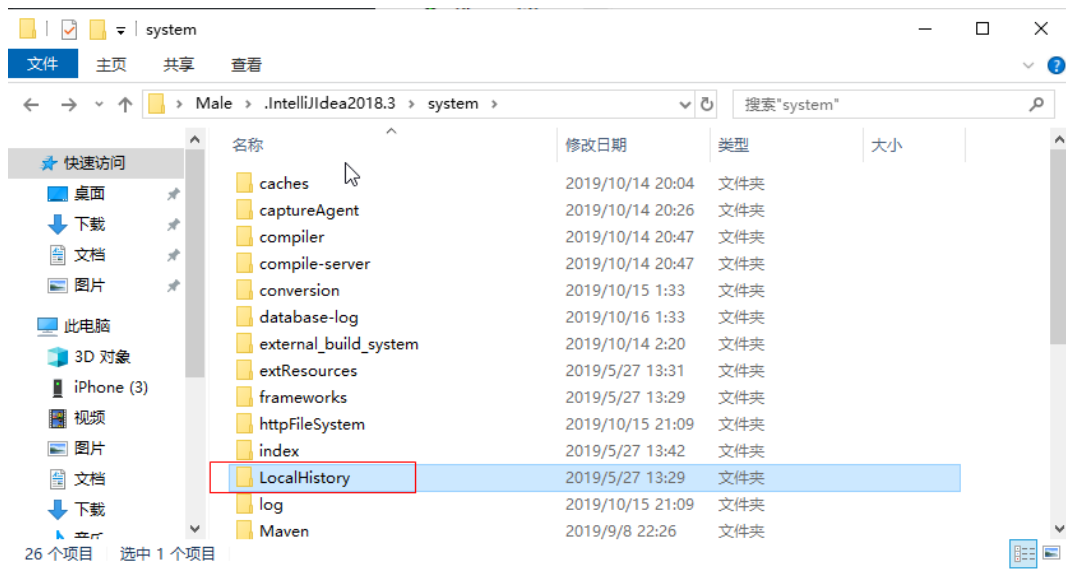 system
文件 主页 共享 查看
Male › .IntelliJIdea2018.3 › system ›
搜索"system"
名称 修改日期 类型 大小
快速访问
桌面
下载
文档
图片
此电脑
3D 对象
iPhone (3)
视频
图片
文档
下载
caches 2019/10/14 20:04 文件夹
captureAgent 2019/10/14 20:26 文件夹
compiler 2019/10/14 20:47 文件夹
compile-server 2019/10/14 20:47 文件夹
conversion 2019/10/15 1:33 文件夹
database-log 2019/10/16 1:33 文件夹
external_build_system 2019/10/14 2:20 文件夹
extResources 2019/5/27 13:31 文件夹
frameworks 2019/5/27 13:29 文件夹
httpFileSystem 2019/10/15 21:09 文件夹
index 2019/5/27 13:42 文件夹
LocalHistory 2019/5/27 13:29 文件夹
log 2019/10/15 21:09 文件夹
Maven 2019/9/8 22:26 文件夹
26 个项目 选中 1 个项目